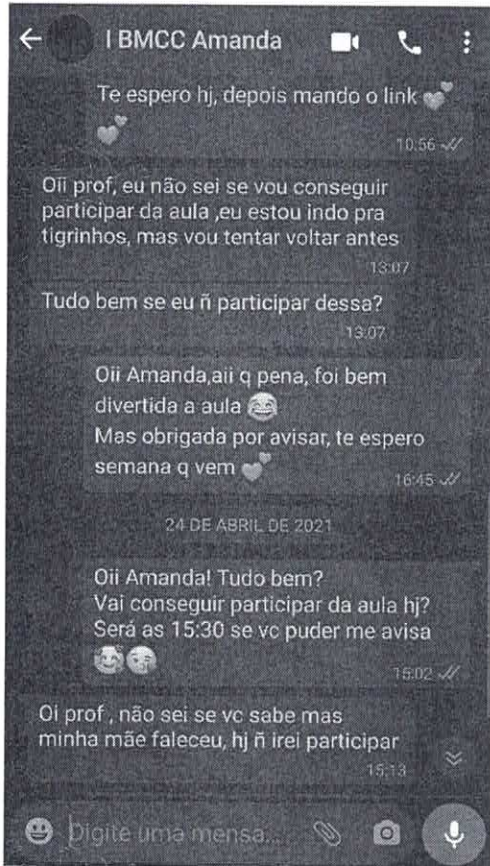 I BMCC Amanda
Te espero hj, depois mando o link 💕
💕
10:56
Oii prof, eu não sei se vou conseguir
participar da aula ,eu estou indo pra
tigrinhos, mas vou tentar voltar antes
13:07
Tudo bem se eu ñ participar dessa?
13:07
Oii Amanda,aii q pena, foi bem
divertida a aula 😂
Mas obrigada por avisar, te espero
semana q vem 💕
16:45
24 DE ABRIL DE 2021
Oii Amanda! Tudo bem?
Vai conseguir participar da aula hj?
Será as 15:30 se vc puder me avisa
🥰😘
15:02
Oi prof , não sei se vc sabe mas
minha mãe faleceu, hj ñ irei participar
15:13
Digite uma mensa...